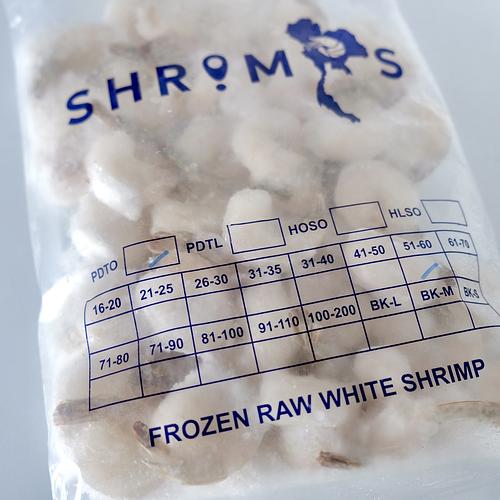 SHRIMPS
PDTO PDTL HOSO HLSO
16-20 21-25 26-30 31-35 31-40 41-50 51-60 61-70
71-80 71-90 81-100 91-110 100-200 BK-L BK-M BK-S
FROZEN RAW WHITE SHRIMP